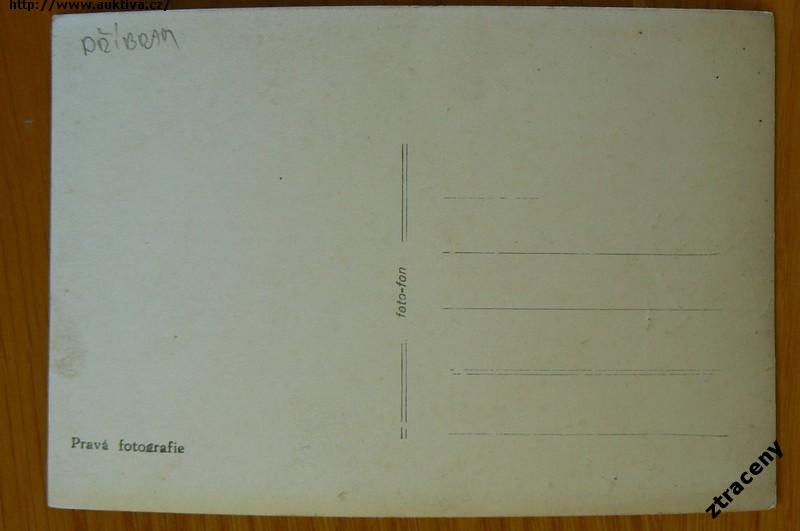 http://www.auktiva.cz/
PŘÍBRAM
foto-fon
Pravá fotografie
ztraceny